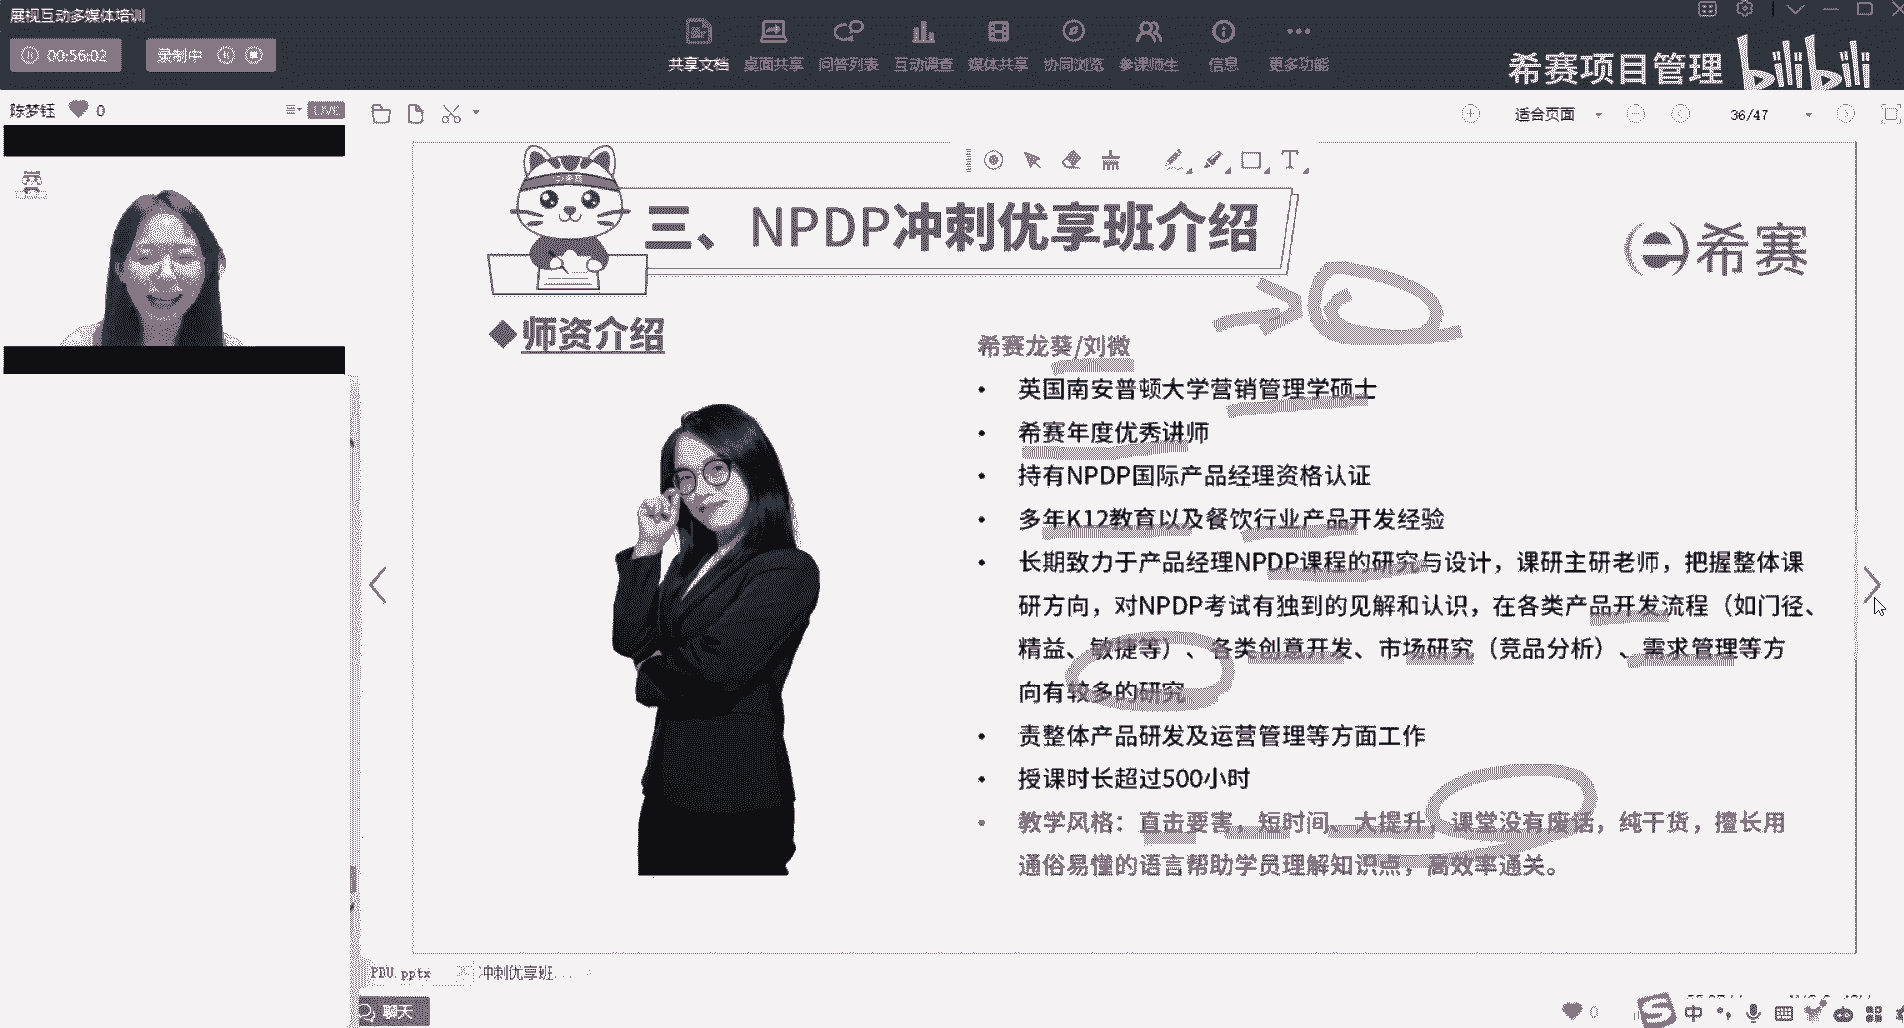 展视互动多媒体培训
00:56:02
录制中
共享文档
桌面共享
问答列表
互动调查
媒体共享
协同浏览
参课师生
信息
更多功能
希赛项目管理 bilibili
陈梦钰 0
LIVE
适合页面
36/47
T
三、NPDP冲刺优享班介绍
希赛
◆师资介绍
希赛龙葵/刘微
• 英国南安普顿大学营销管理学硕士
• 希赛年度优秀讲师
• 持有NPDP国际产品经理资格认证
• 多年K12教育以及餐饮行业产品开发经验
• 长期致力于产品经理NPDP课程的研究与设计，课研主研老师，把握整体课
研方向，对NPDP考试有独到的见解和认识，在各类产品开发流程（如门径、
精益、敏捷等）、各类创意开发、市场研究（竞品分析）、需求管理等方
向有较多的研究
• 责整体产品研发及运营管理等方面工作
• 授课时长超过500小时
• 教学风格：直击要害，短时间、大提升，课堂没有废话，纯干货，擅长用
通俗易懂的语言帮助学员理解知识点，高效率通关。
PDU.pptx
冲刺优享班...
聊天
0
中